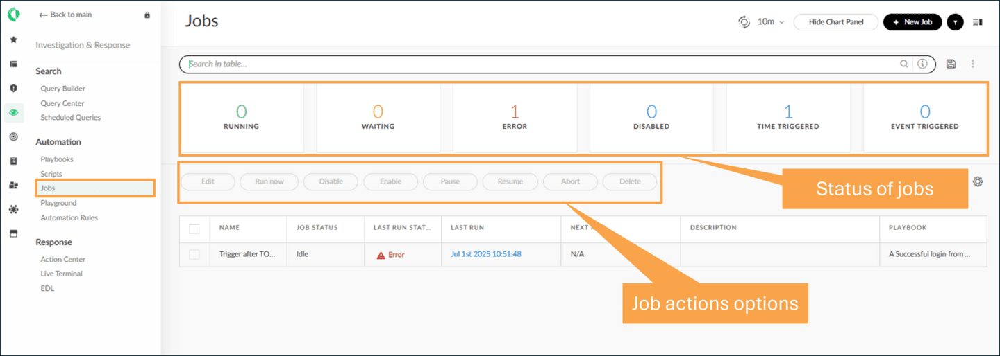 Back to main
Investigation & Response
Search
Query Builder
Query Center
Scheduled Queries
Automation
Playbooks
Scripts
Jobs
Playground
Automation Rules
Response
Action Center
Live Terminal
EDL
Jobs
10m
Hide Chart Panel
+ New Job
Search in table...
0
RUNNING
0
WAITING
1
ERROR
0
DISABLED
1
TIME TRIGGERED
0
EVENT TRIGGERED
Status of jobs
Edit Run now Disable Enable Pause Resume Abort Delete
NAME JOB STATUS LAST RUN STAT... LAST RUN NEXT DESCRIPTION PLAYBOOK
Trigger after TO... Idle Error Jul 1st 2025 10:51:48 N/A A Successful login from ...
Job actions options